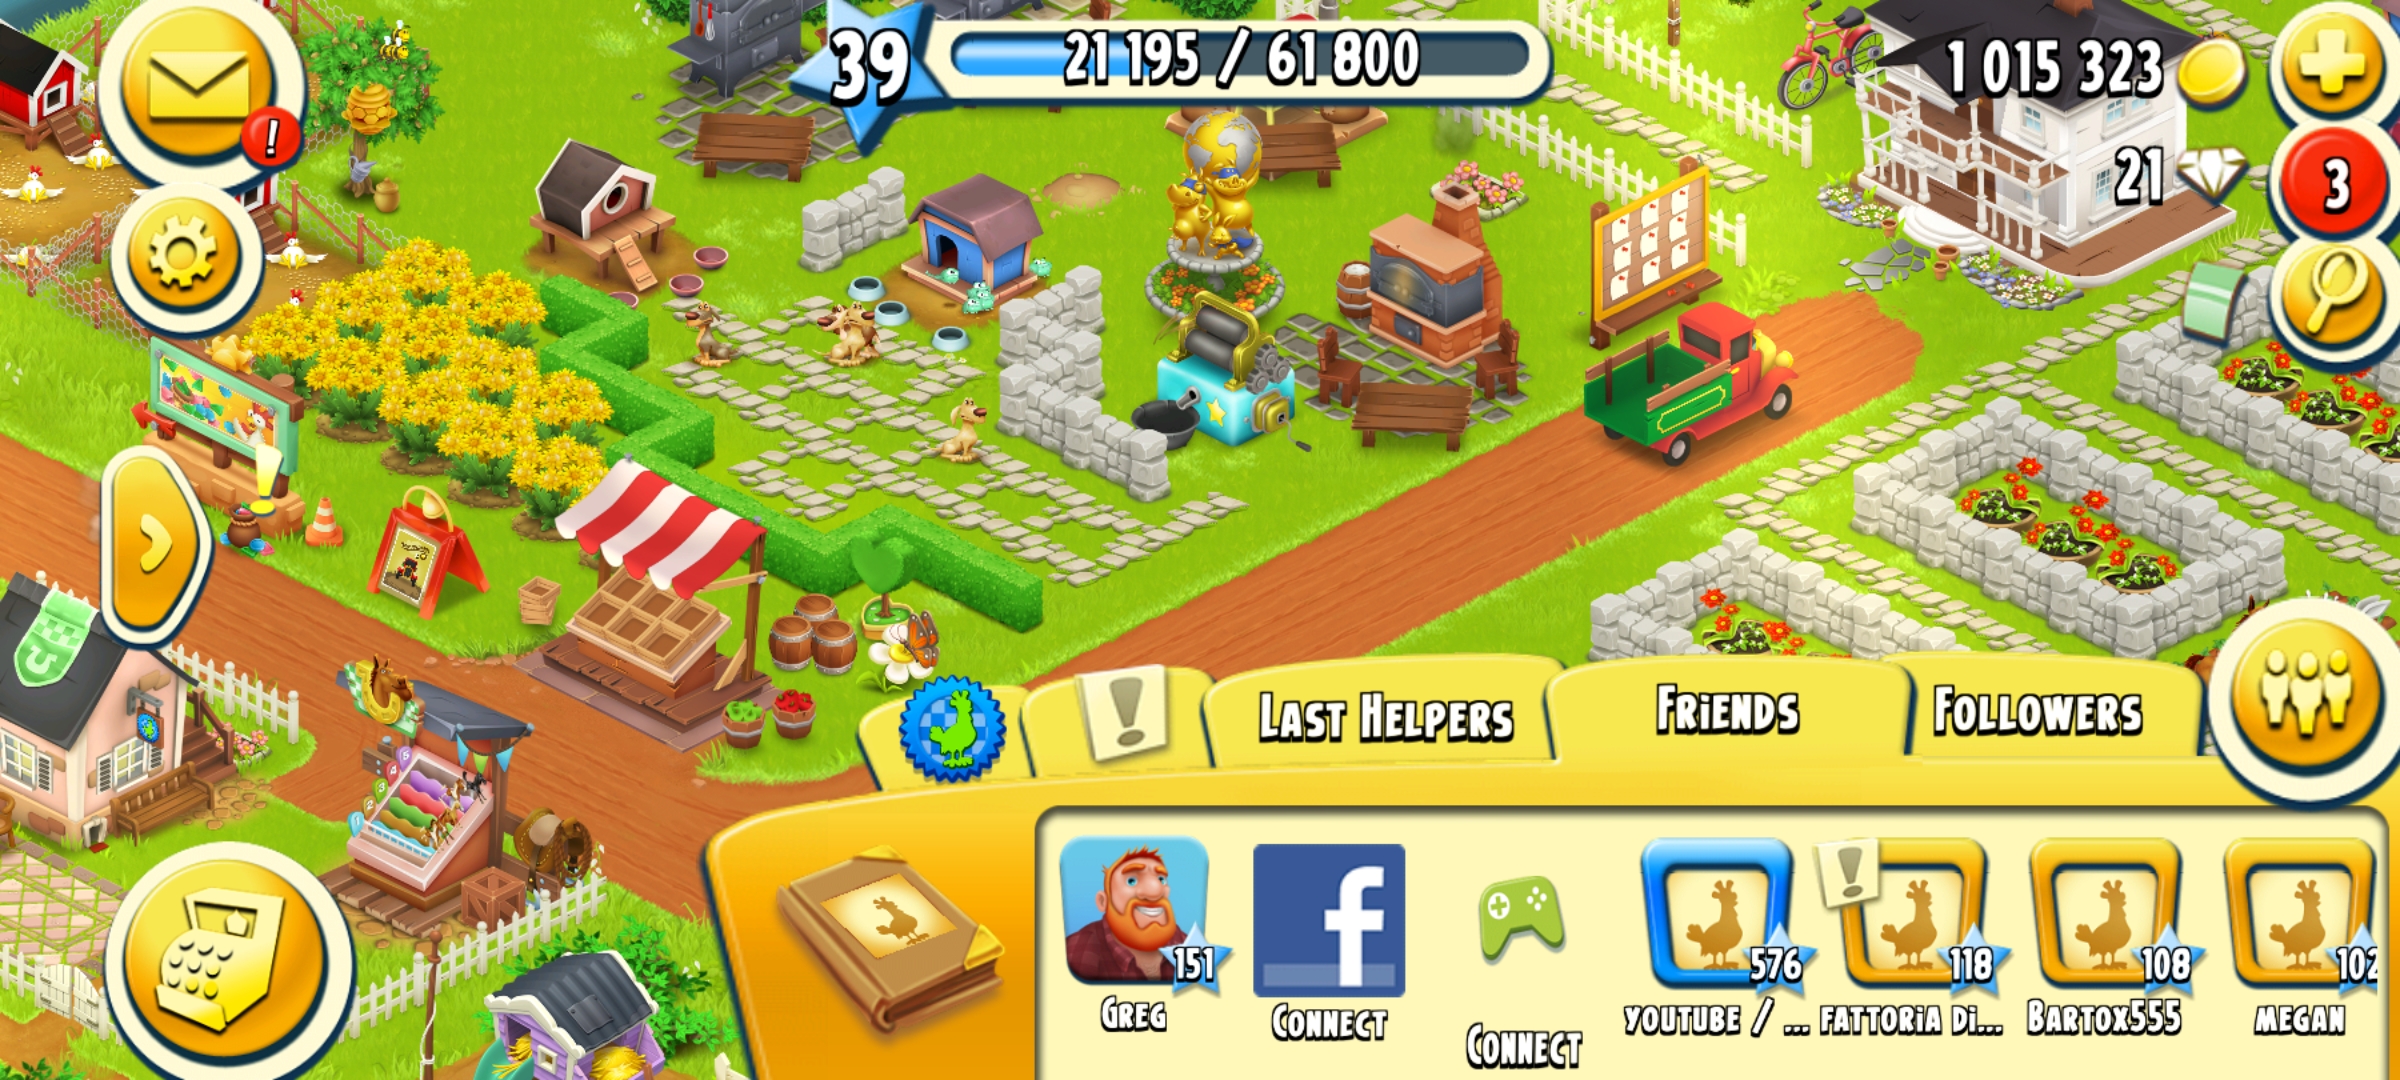 39
21 195 / 61 800
1 015 323
21
3
!
Last Helpers
Friends
Followers
151
576
118
108
102
Greg
Connect
Connect
youtube / ...
Fattoria Di...
Bartox555
megan